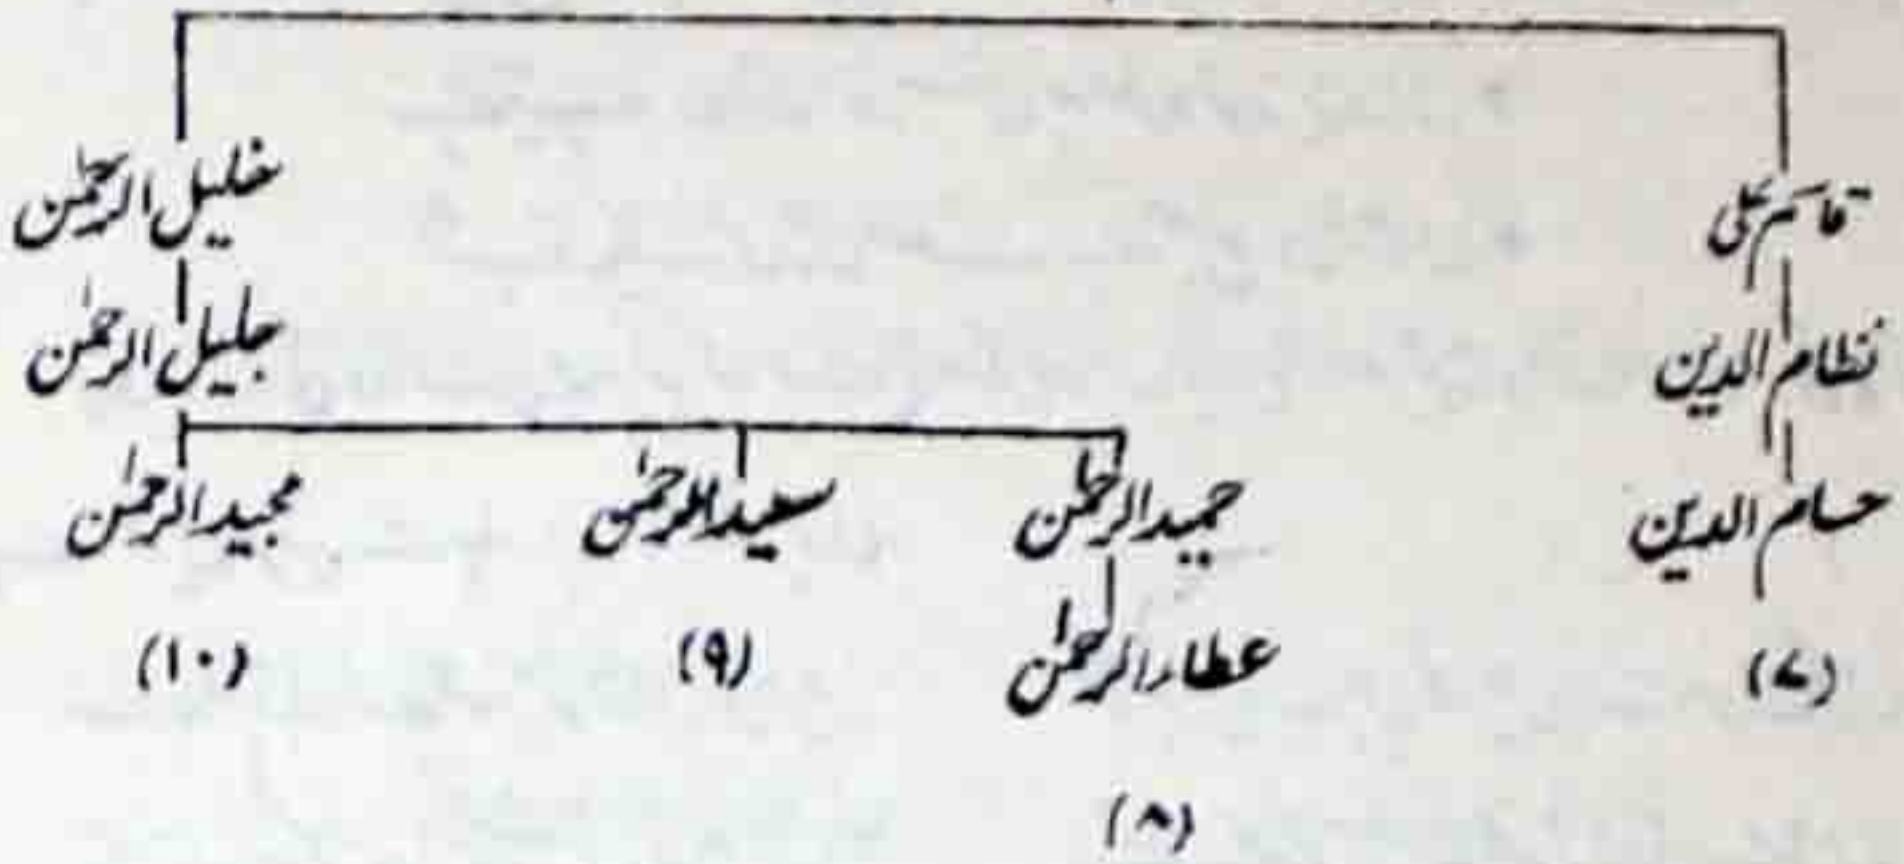 قاسم علی خلیل الرحمٰن
نظام الدین جلیل الرحمٰن
حسام الدین حمید الرحمٰن سعید الرحمٰن مجید الرحمٰن
(۷) عطاء الرحمٰن (۹) (۱۰)
(۸)